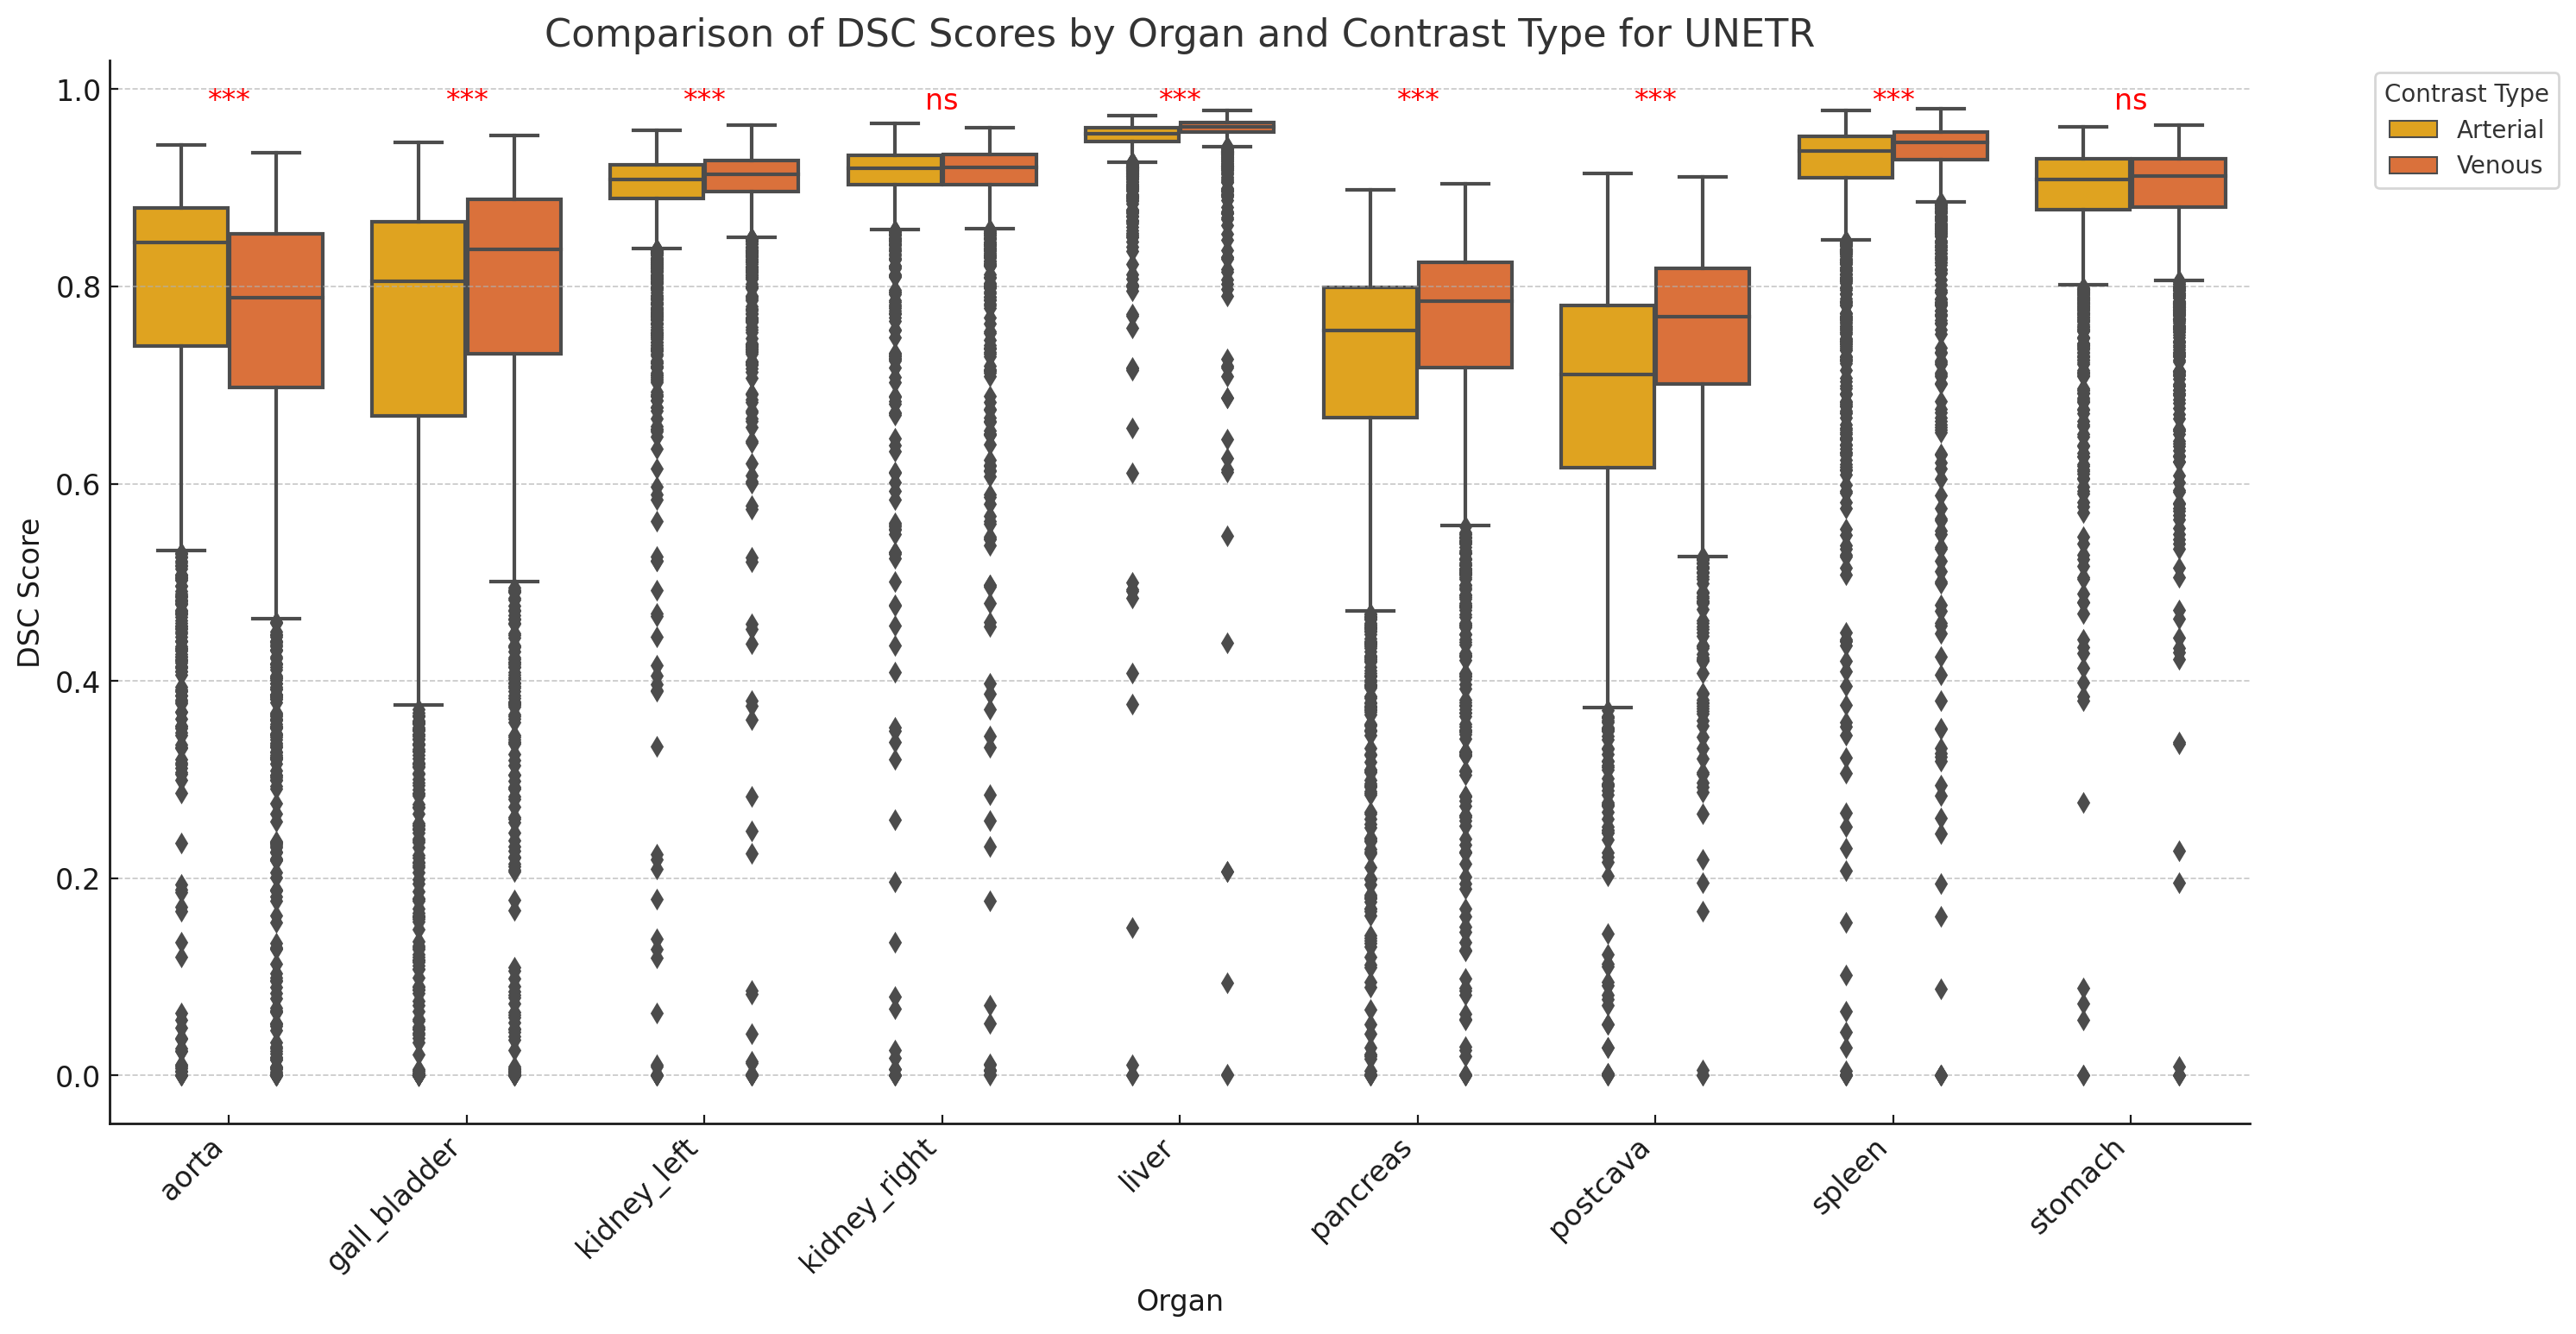 Comparison of DSC Scores by Organ and Contrast Type for UNETR
Contrast Type
Arterial
Venous
*** *** *** ns *** *** *** *** ns
DSC Score
1.0
0.8
0.6
0.4
0.2
0.0
aorta
gall_bladder
kidney_left
kidney_right
liver
pancreas
postcava
spleen
stomach
Organ